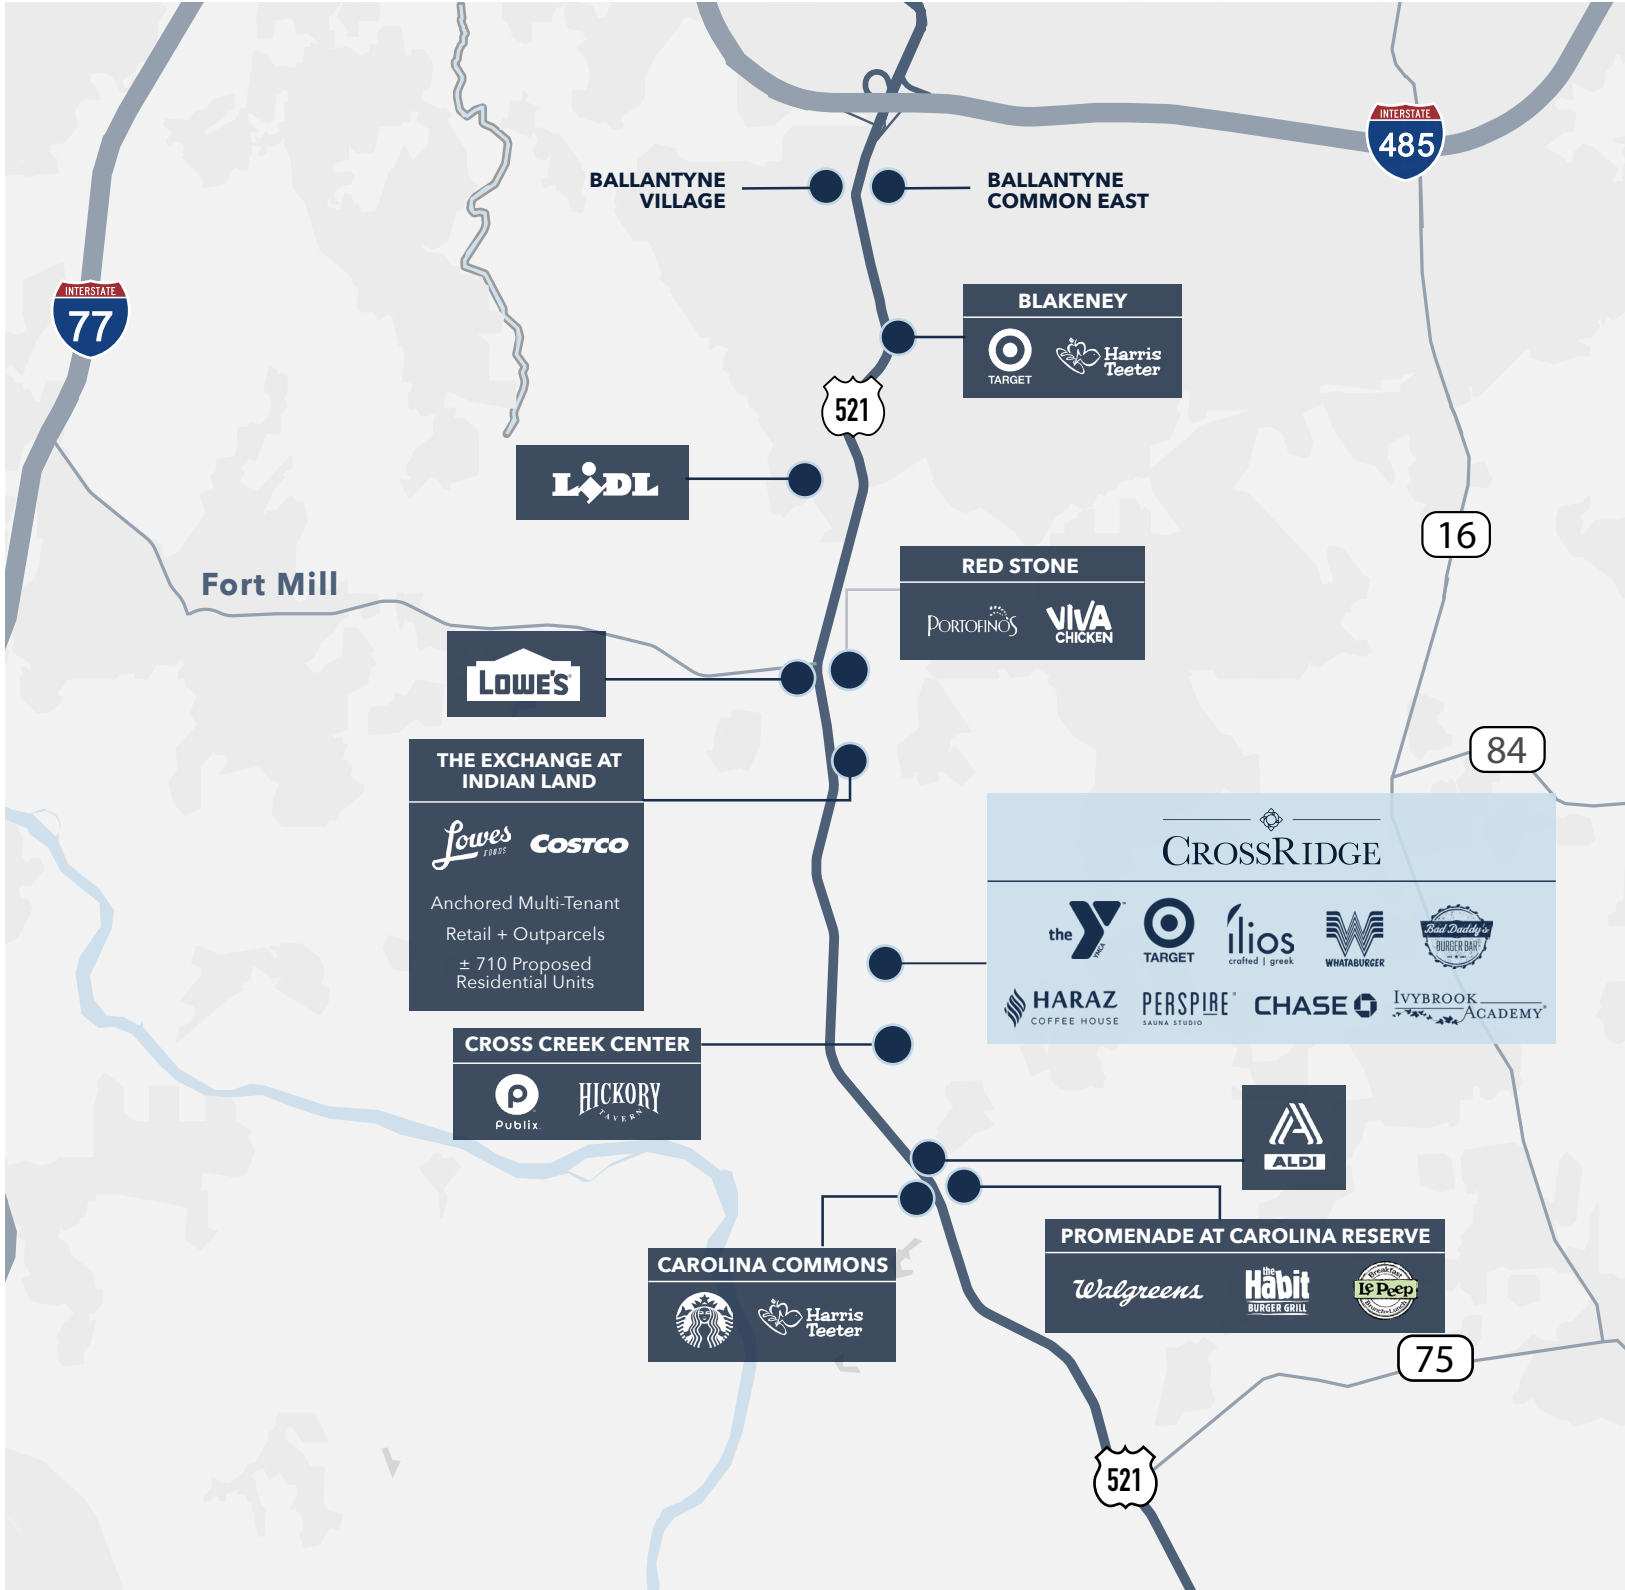 INTERSTATE
485
BALLANTYNE
VILLAGE
BALLANTYNE
COMMON EAST
INTERSTATE
77
BLAKENEY
TARGET
Harris
Teeter
521
LIDL
16
Fort Mill
RED STONE
PORTOFINO'S
VIVA
CHICKEN
LOWE'S
84
THE EXCHANGE AT
INDIAN LAND
Lowes
FOODS
COSTCO
Anchored Multi-Tenant
Retail + Outparcels
± 710 Proposed
Residential Units
CROSSRIDGE
the Y
YMCA
TARGET
ilios
crafted | greek
WHATABURGER
Bad Daddy's
BURGER BAR
HARAZ
COFFEE HOUSE
PERSPIRE
SAUNA STUDIO
CHASE
IVYBROOK
ACADEMY
CROSS CREEK CENTER
Publix
HICKORY
TAVERN
ALDI
PROMENADE AT CAROLINA RESERVE
Walgreens
the
Habit
BURGER GRILL
Breakfast
Le Peep
Brunch•Lunch
CAROLINA COMMONS
Harris
Teeter
75
521